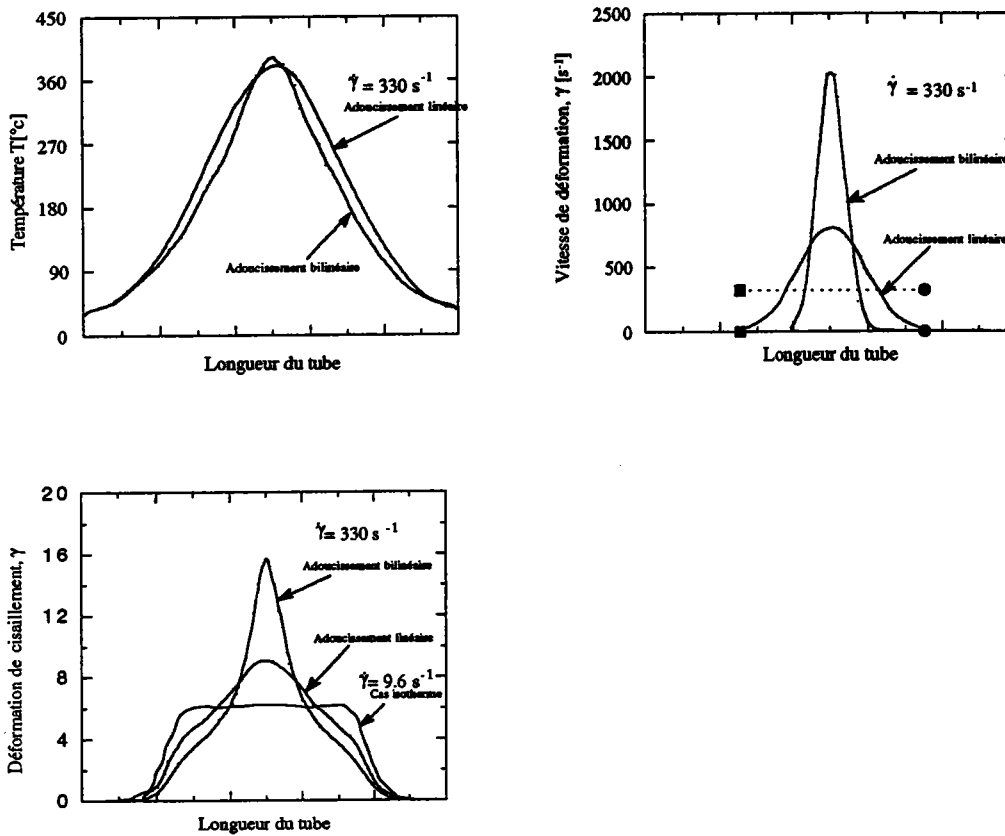 450
360
270
180
90
0
Température T[°c]
γ̇ = 330 s⁻¹
Adoucissement linéaire
Adoucissement bilinéaire
Longueur du tube
2500
2000
1500
1000
500
0
Vitesse de déformation, γ̇ [s⁻¹]
γ̇ = 330 s⁻¹
Adoucissement bilinéaire
Adoucissement linéaire
Longueur du tube
20
16
12
8
4
0
Déformation de cisaillement, γ
γ̇= 330 s ⁻¹
Adoucissement bilinéaire
Adoucissement linéaire
γ̇= 9.6 s⁻¹
Cas isotherme
Longueur du tube